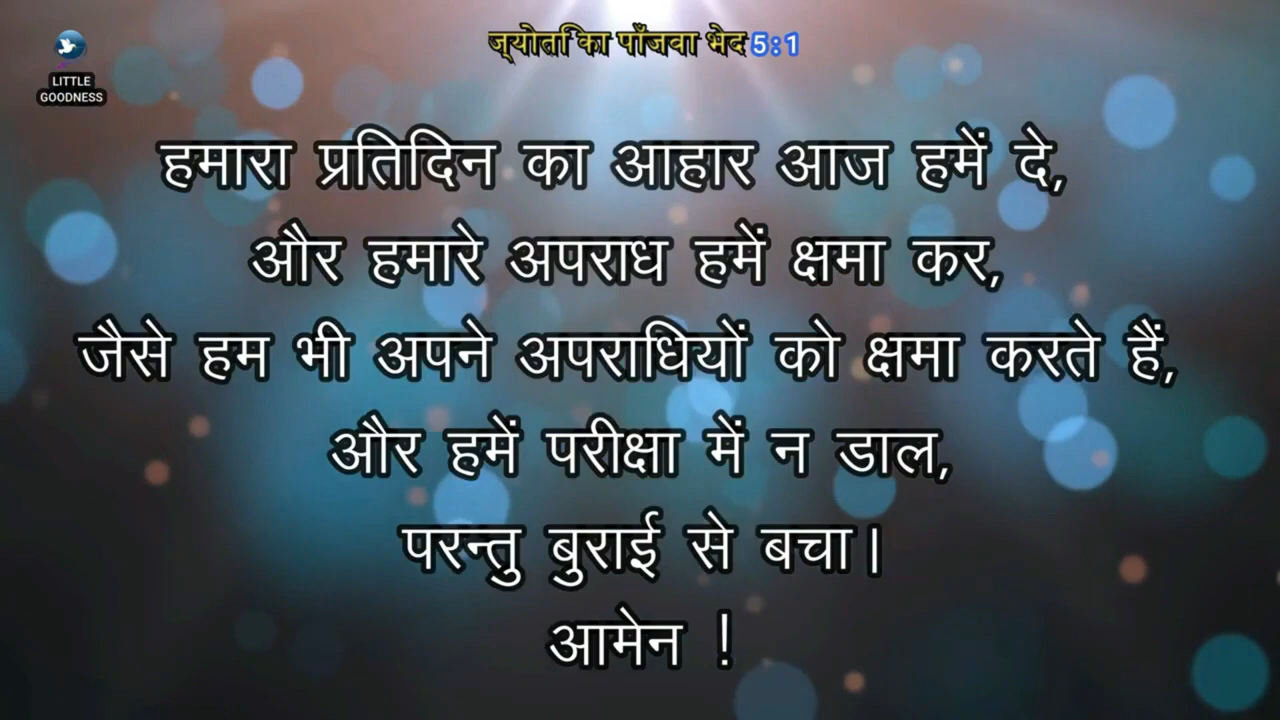 ज्योति का पाँजवा भेद 5:1
LITTLE
GOODNESS
हमारा प्रतिदिन का आहार आज हमें दे,
और हमारे अपराध हमें क्षमा कर,
जैसे हम भी अपने अपराधियों को क्षमा करते हैं,
और हमें परीक्षा में न डाल,
परन्तु बुराई से बचा।
आमेन !